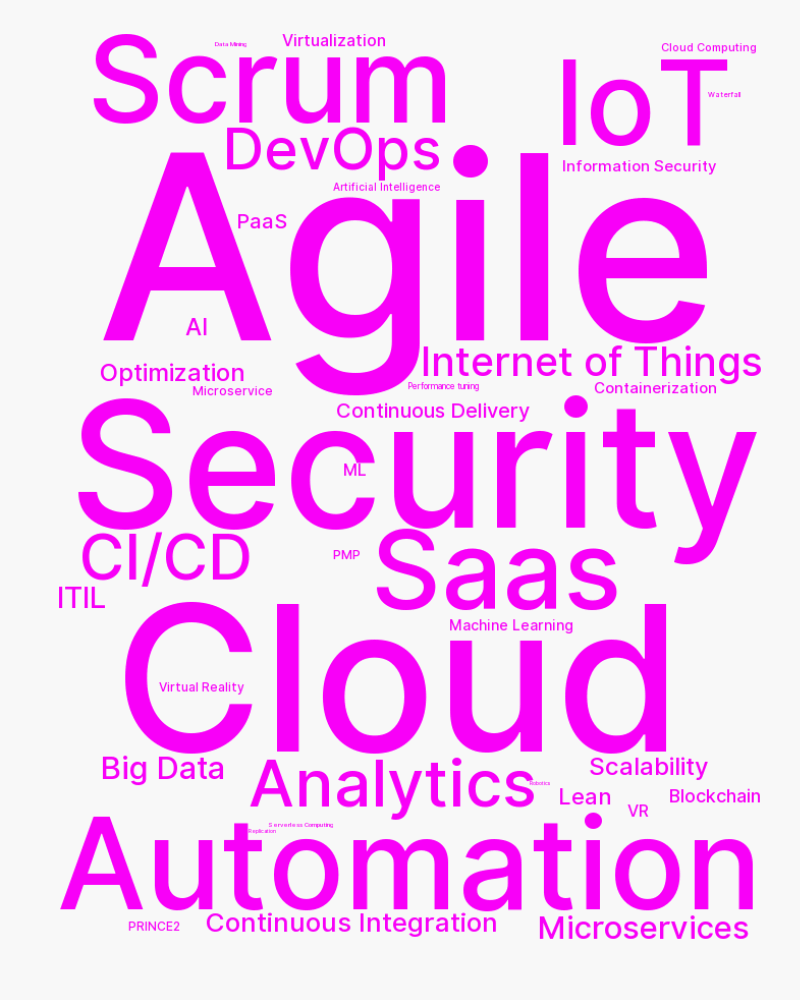 Data Mining
Virtualization
Cloud Computing
Scrum
IoT
Waterfall
DevOps
Information Security
Artificial Intelligence
Agile
PaaS
AI
Internet of Things
Optimization
Microservice
Performance tuning
Containerization
Continuous Delivery
Security
ML
CI/CD
PMP
Saas
ITIL
Cloud
Machine Learning
Virtual Reality
Big Data
Analytics
Robotics
Scalability
Lean
VR
Blockchain
Serverless Computing
Replication
Automation
PRINCE2
Continuous Integration
Microservices